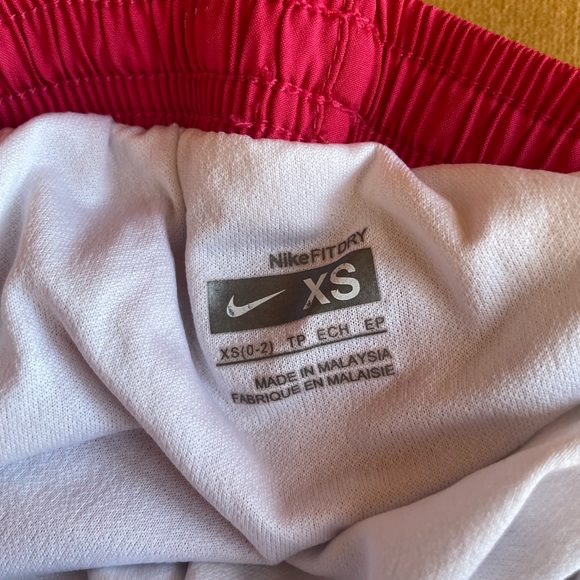 NikeFITDRY
XS
XS(0-2) TP ECH EP
MADE IN MALAYSIA
FABRIQUE EN MALAISIE